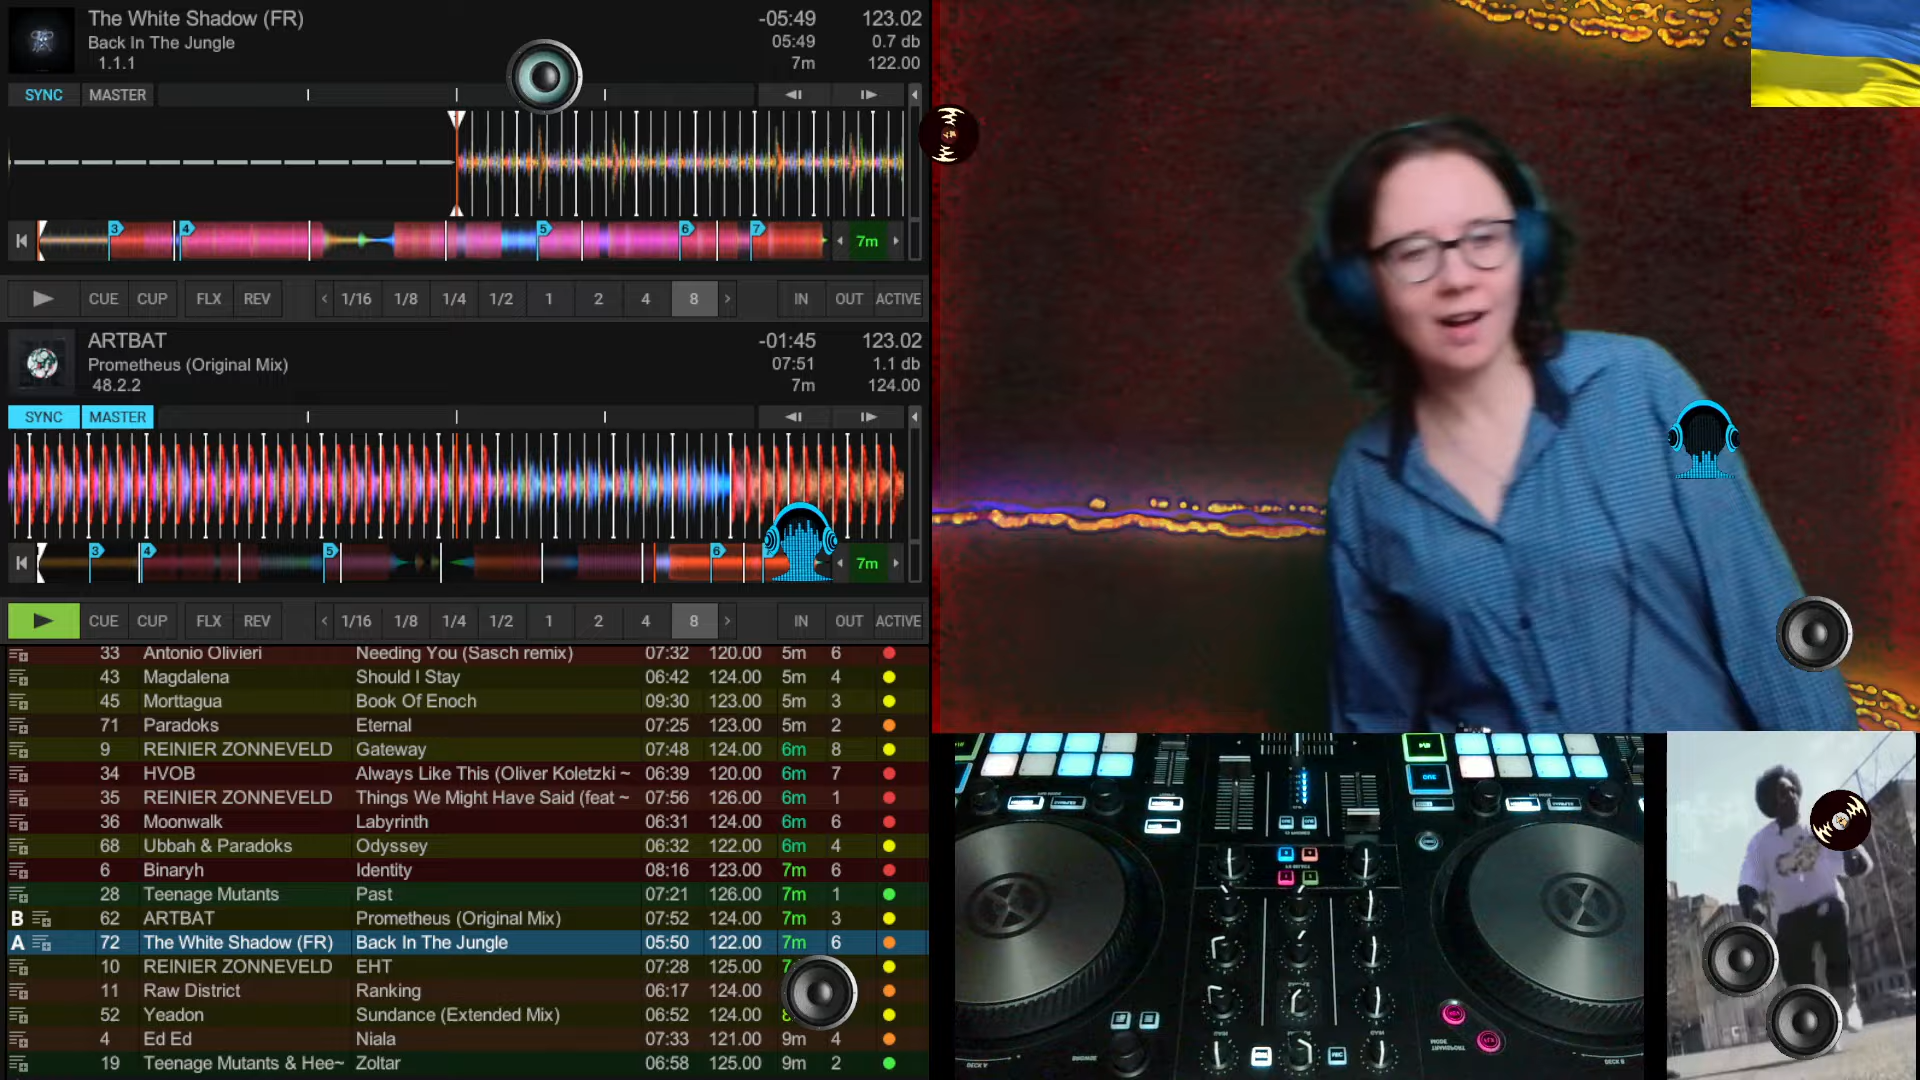 The White Shadow (FR) -05:49 123.02
Back In The Jungle 05:49 0.7 db
1.1.1 7m 122.00
SYNC MASTER
3 4 5 6 7 7m
CUE CUP FLX REV 1/16 1/8 1/4 1/2 1 2 4 8 IN OUT ACTIVE
ARTBAT -01:45 123.02
Prometheus (Original Mix) 07:51 1.1 db
48.2.2 7m 124.00
SYNC MASTER
3 4 5 6 7m
CUE CUP FLX REV 1/16 1/8 1/4 1/2 1 2 4 8 IN OUT ACTIVE
33 Antonio Olivieri Needing You (Sasch remix) 07:32 120.00 5m 6
43 Magdalena Should I Stay 06:42 124.00 5m 4
45 Morttagua Book Of Enoch 09:30 123.00 5m 3
71 Paradoks Eternal 07:25 123.00 5m 2
9 REINIER ZONNEVELD Gateway 07:48 124.00 6m 8
34 HVOB Always Like This (Oliver Koletzki ~ 06:39 120.00 6m 7
35 REINIER ZONNEVELD Things We Might Have Said (feat ~ 07:56 126.00 6m 1
36 Moonwalk Labyrinth 06:31 124.00 6m 6
68 Ubbah & Paradoks Odyssey 06:32 122.00 6m 4
6 Binaryh Identity 08:16 123.00 7m 6
28 Teenage Mutants Past 07:21 126.00 7m 1
B 62 ARTBAT Prometheus (Original Mix) 07:52 124.00 7m 3
A 72 The White Shadow (FR) Back In The Jungle 05:50 122.00 7m 6
10 REINIER ZONNEVELD EHT 07:28 125.00
11 Raw District Ranking 06:17 124.00
52 Yeadon Sundance (Extended Mix) 06:52 124.00
4 Ed Ed Niala 07:33 121.00 9m 4
19 Teenage Mutants & Hee~ Zoltar 06:58 125.00 9m 2